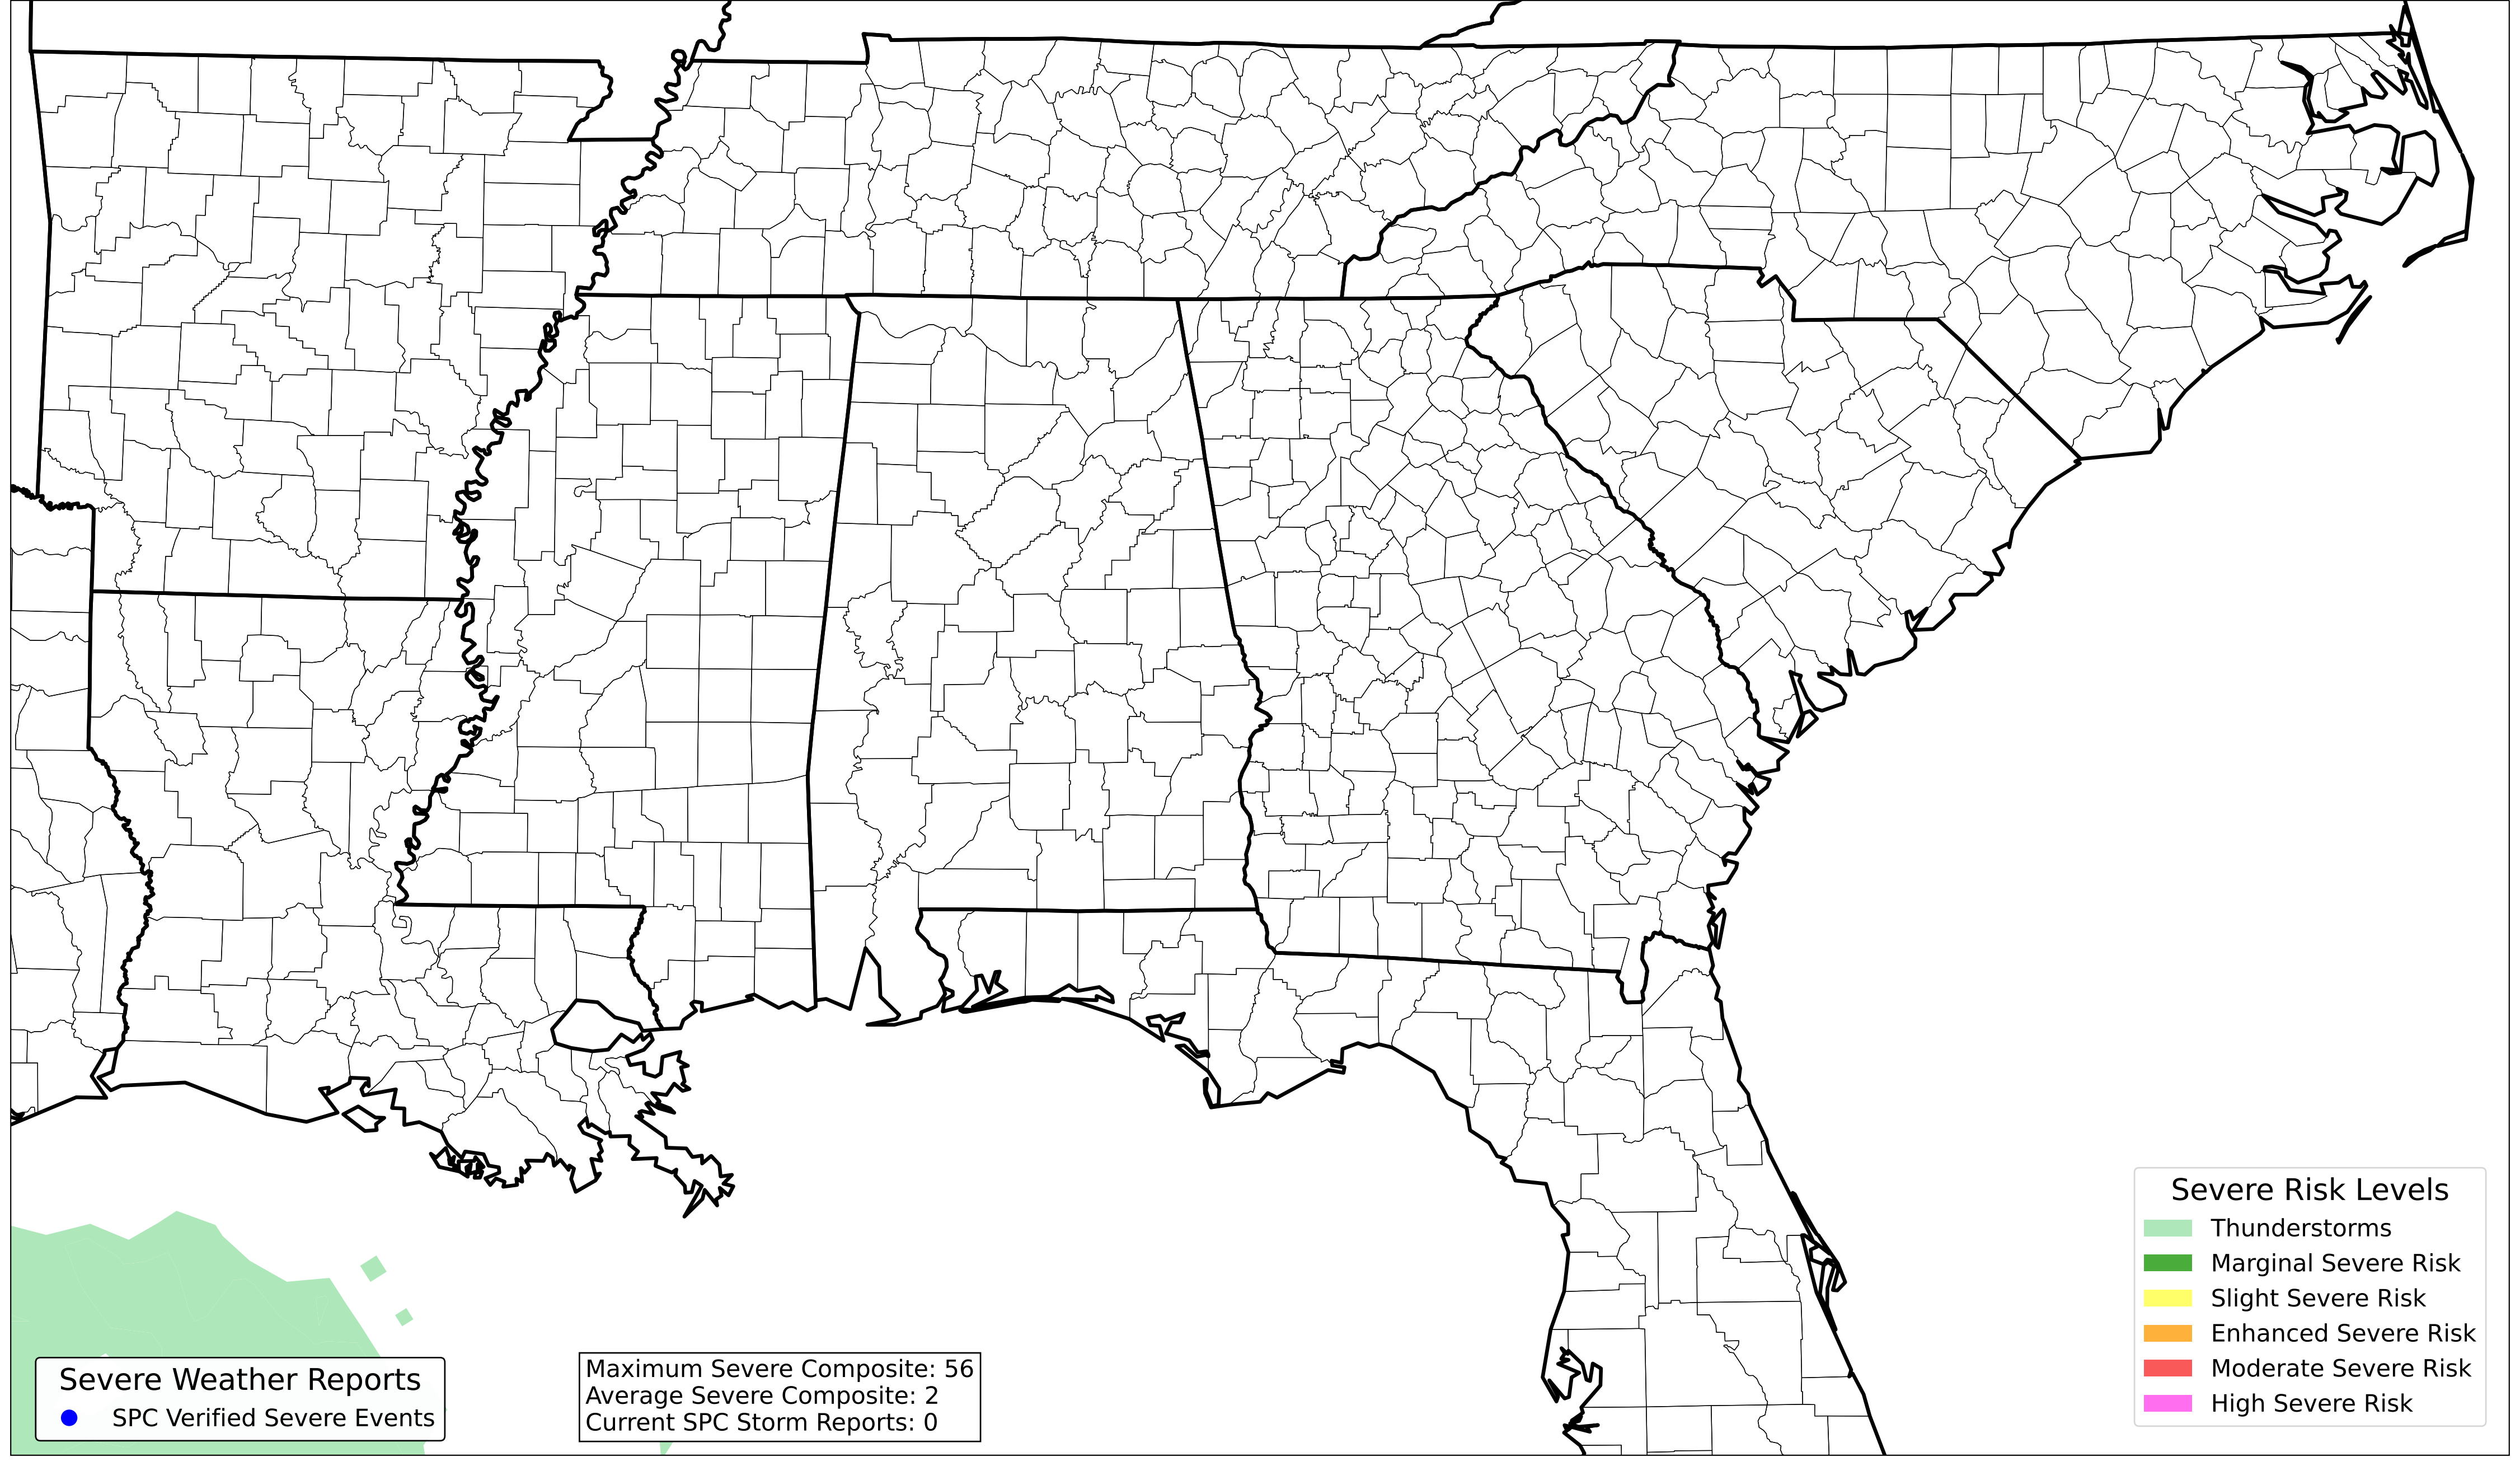 Severe Weather Reports
SPC Verified Severe Events
Maximum Severe Composite: 56
Average Severe Composite: 2
Current SPC Storm Reports: 0
Severe Risk Levels
Thunderstorms
Marginal Severe Risk
Slight Severe Risk
Enhanced Severe Risk
Moderate Severe Risk
High Severe Risk